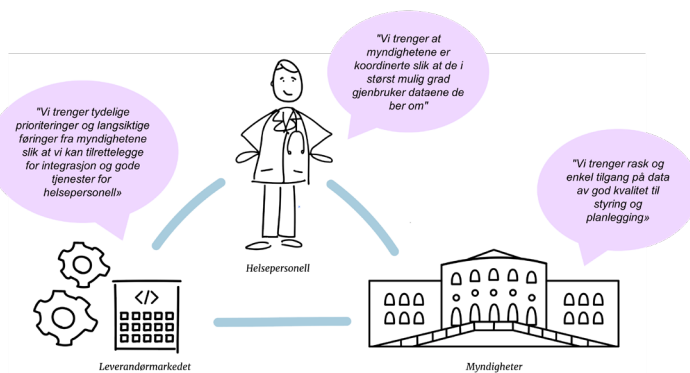 "Vi trenger at
myndighetene er
koordinerte slik at de i
størst mulig grad
gjenbruker dataene de
ber om"
"Vi trenger tydelige
prioriteringer og langsiktige
føringer fra myndighetene
slik at vi kan tilrettelegge
for integrasjon og gode
tjenester for
helsepersonell»
"Vi trenger rask og
enkel tilgang på data
av god kvalitet til
styring og
planlegging»
Helsepersonell
</>
Leverandørmarkedet
Myndigheter